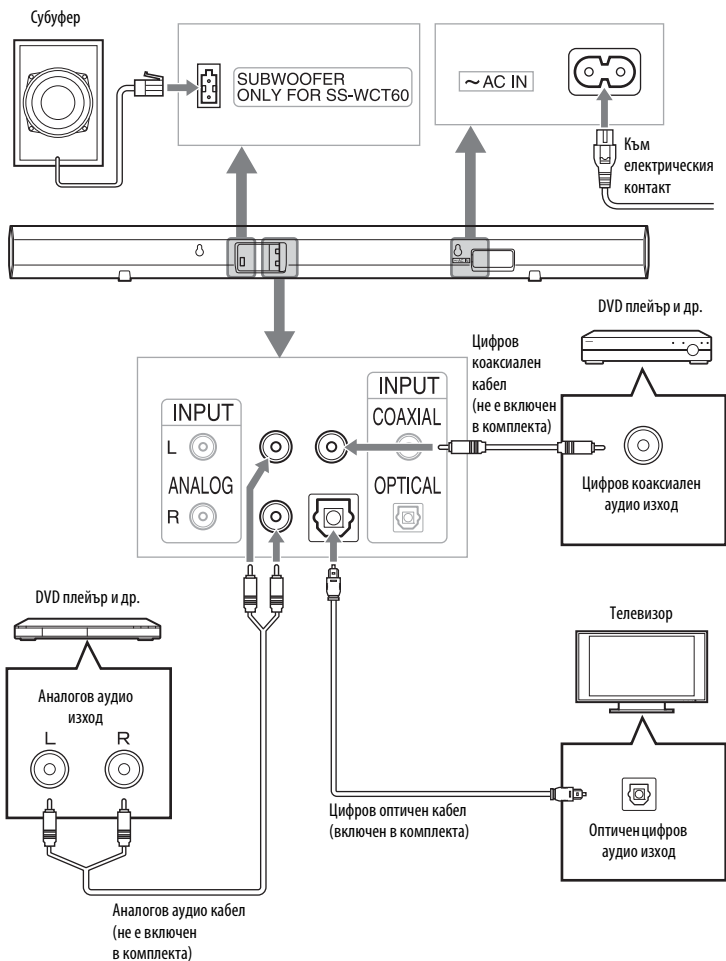 Субуфер
SUBWOOFER
ONLY FOR SS-WCT60
~ AC IN
Към
електрическия
контакт
DVD плейър и др.
Цифров
коаксиален
кабел
(не е включен
в комплекта)
INPUT
L
ANALOG
R
INPUT
COAXIAL
OPTICAL
Цифров коаксиален
аудио изход
DVD плейър и др.
Аналогов аудио
изход
L R
Телевизор
Цифров оптичен кабел
(включен в комплекта)
Оптичен цифров
аудио изход
Аналогов аудио кабел
(не е включен
в комплекта)